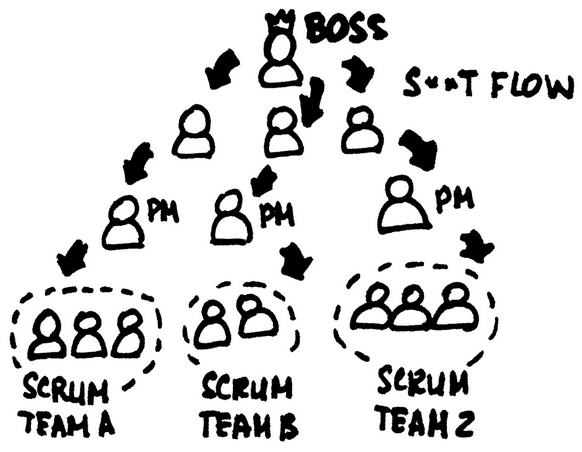 BOSS
S**T FLOW
PM
PM
PM
SCRUM
TEAM A
SCRUM
TEAM B
SCRUM
TEAM Z